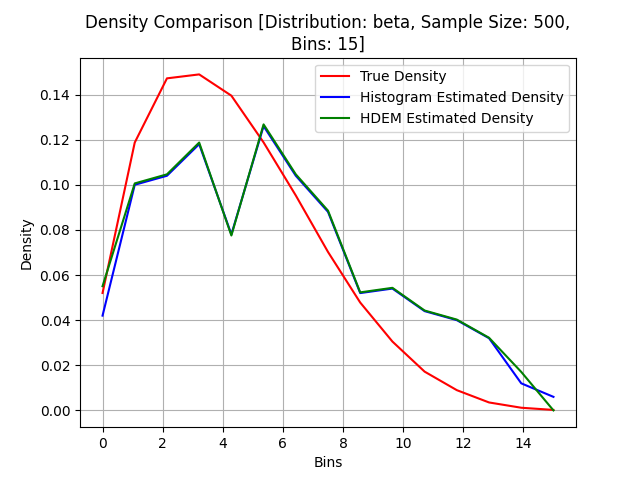 Density Comparison [Distribution: beta, Sample Size: 500,
Bins: 15]
True Density
Histogram Estimated Density
HDEM Estimated Density
Density
0.14
0.12
0.10
0.08
0.06
0.04
0.02
0.00
0 2 4 6 8 10 12 14
Bins